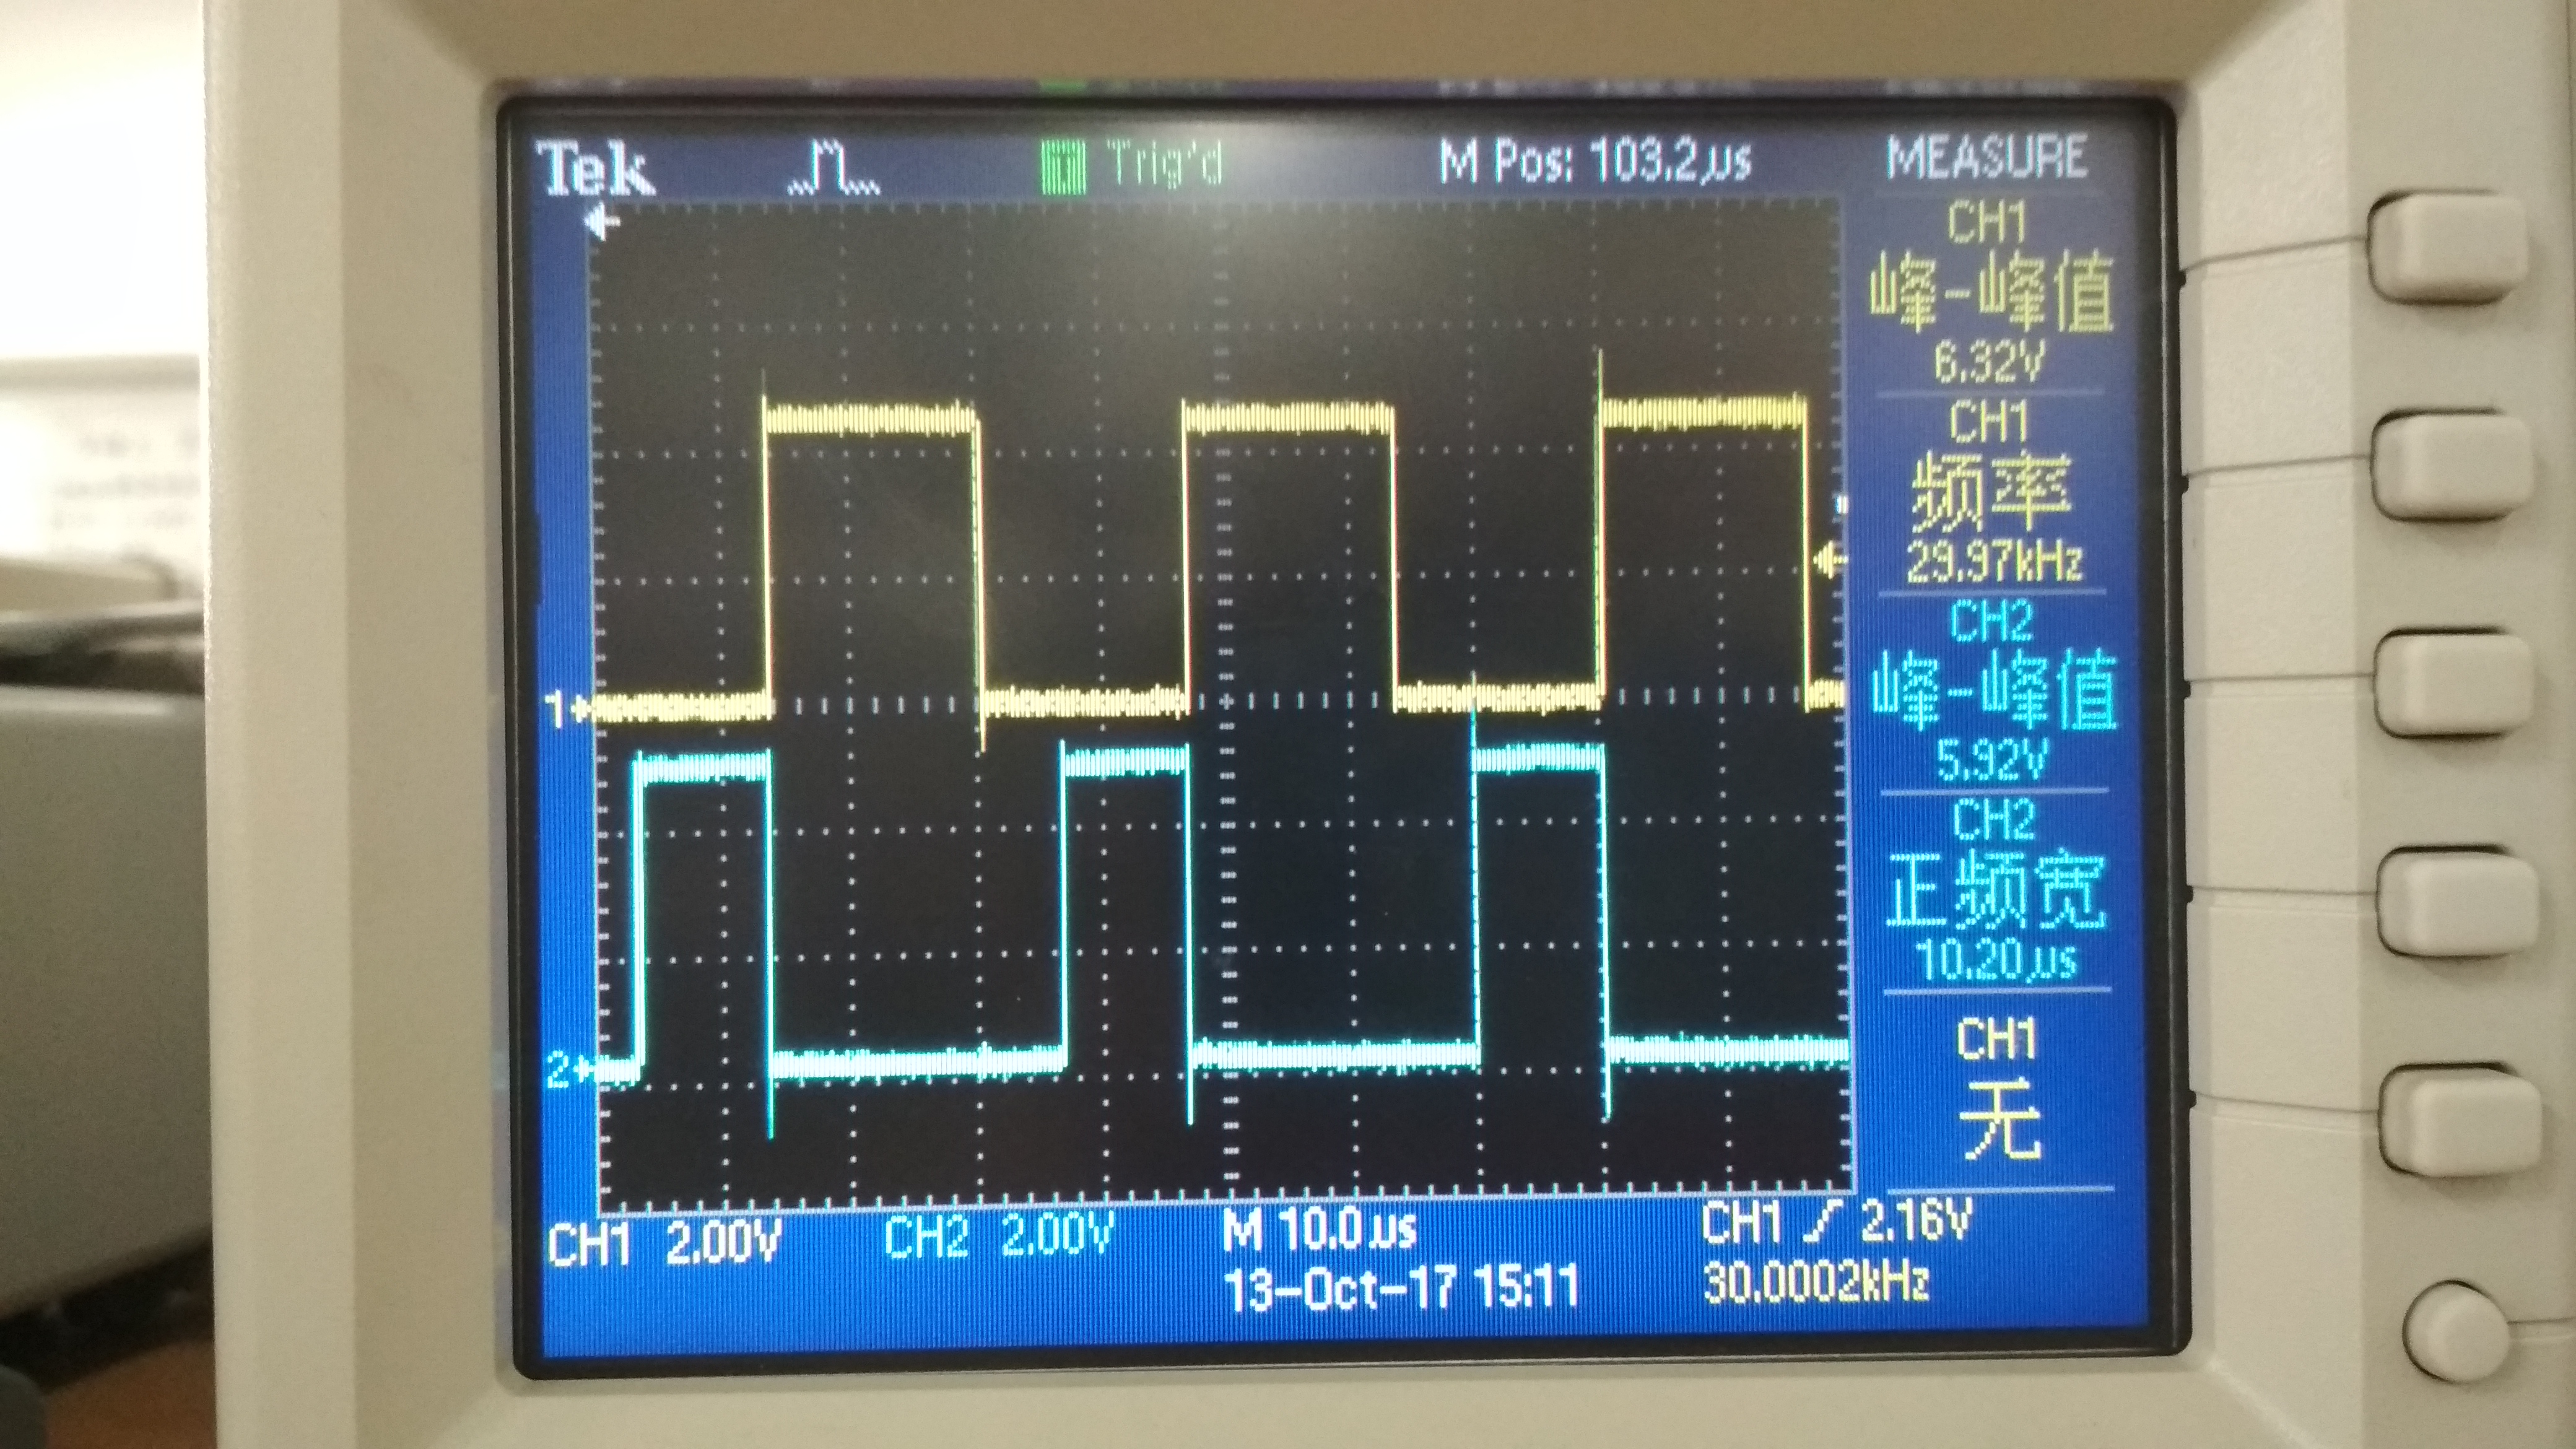 Tek Trig'd M Pos: 103.2µs MEASURE
CH1
峰-峰值
6.32V
CH1
频率
29.97kHz
CH2
峰-峰值
5.92V
CH2
正频宽
10.20µs
CH1
无
1
2
CH1 2.00V CH2 2.00V M 10.0µs CH1 2.16V
13-Oct-17 15:11 30.0002kHz